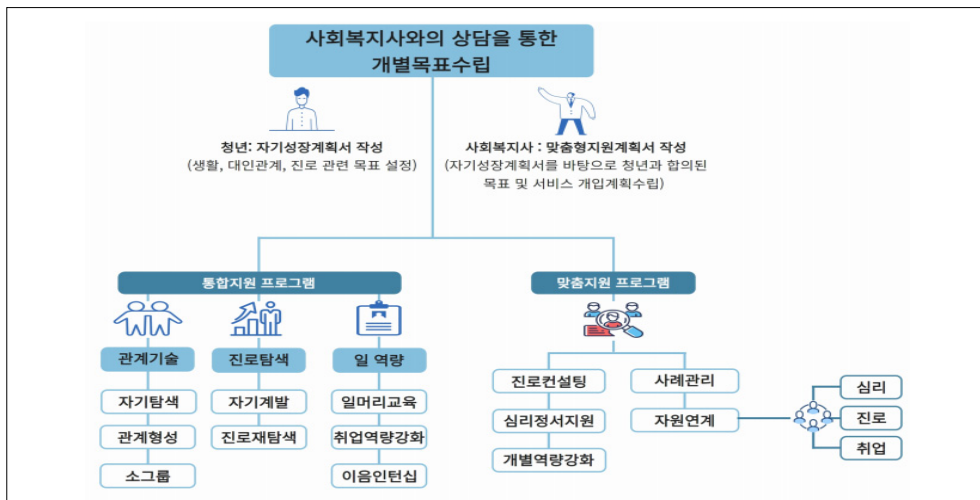 사회복지사와의 상담을 통한
개별목표수립
청년: 자기성장계획서 작성
(생활, 대인관계, 진로 관련 목표 설정)
사회복지사 : 맞춤형지원계획서 작성
(자기성장계획서를 바탕으로 청년과 합의된
목표 및 서비스 개입계획수립)
통합지원 프로그램
관계기술
자기탐색
관계형성
소그룹
진로탐색
자기계발
진로재탐색
일 역량
일머리교육
취업역량강화
이음인턴십
맞춤지원 프로그램
진로컨설팅
심리정서지원
개별역량강화
사례관리
자원연계
심리
진로
취업